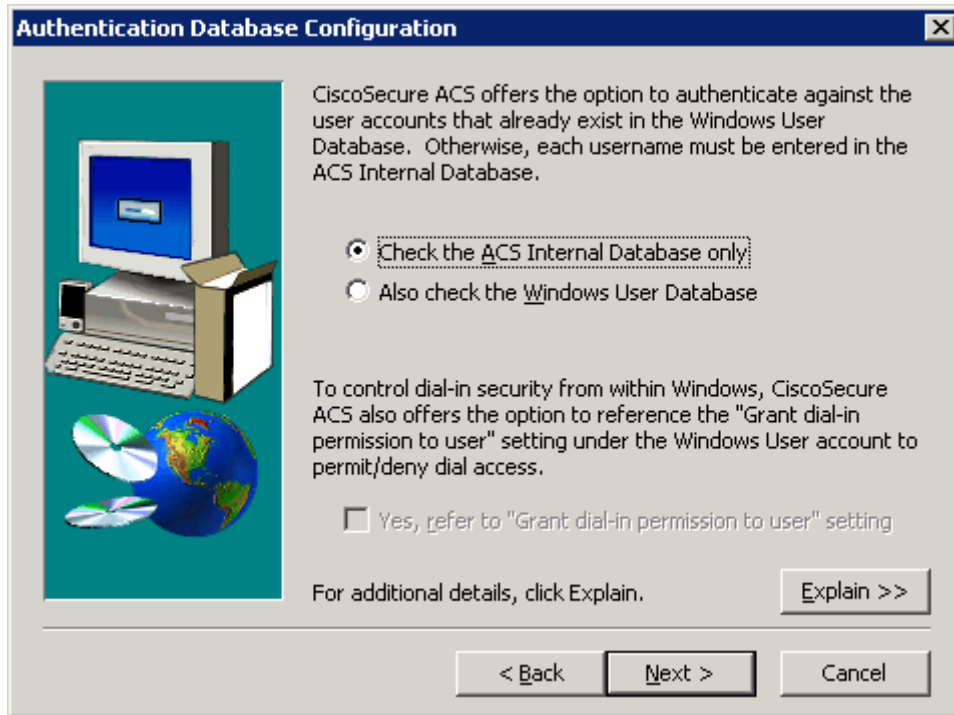 Authentication Database Configuration
CiscoSecure ACS offers the option to authenticate against the
user accounts that already exist in the Windows User
Database. Otherwise, each username must be entered in the
ACS Internal Database.
Check the ACS Internal Database only
Also check the Windows User Database
To control dial-in security from within Windows, CiscoSecure
ACS also offers the option to reference the "Grant dial-in
permission to user" setting under the Windows User account to
permit/deny dial access.
Yes, refer to "Grant dial-in permission to user" setting
For additional details, click Explain.
Explain >>
< Back
Next >
Cancel